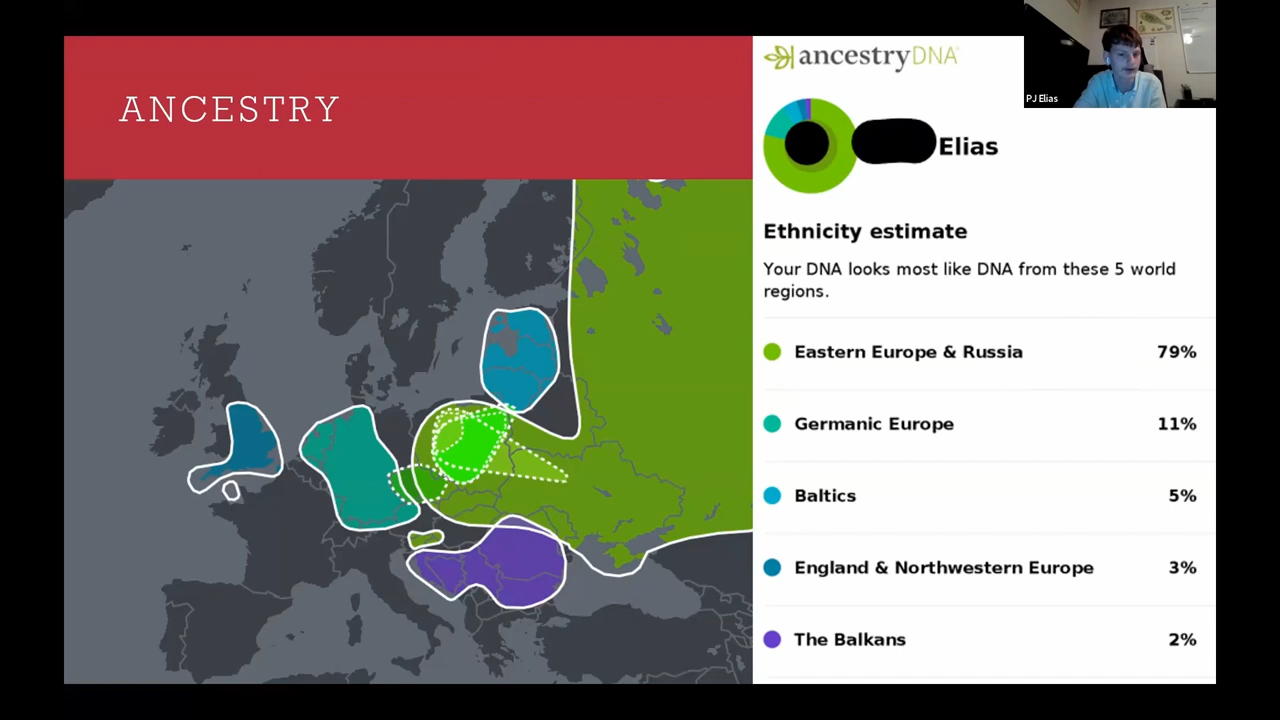 ANCESTRY
ancestryDNA
PJ Elias
Elias
Ethnicity estimate
Your DNA looks most like DNA from these 5 world
regions.
Eastern Europe & Russia 79%
Germanic Europe 11%
Baltics 5%
England & Northwestern Europe 3%
The Balkans 2%